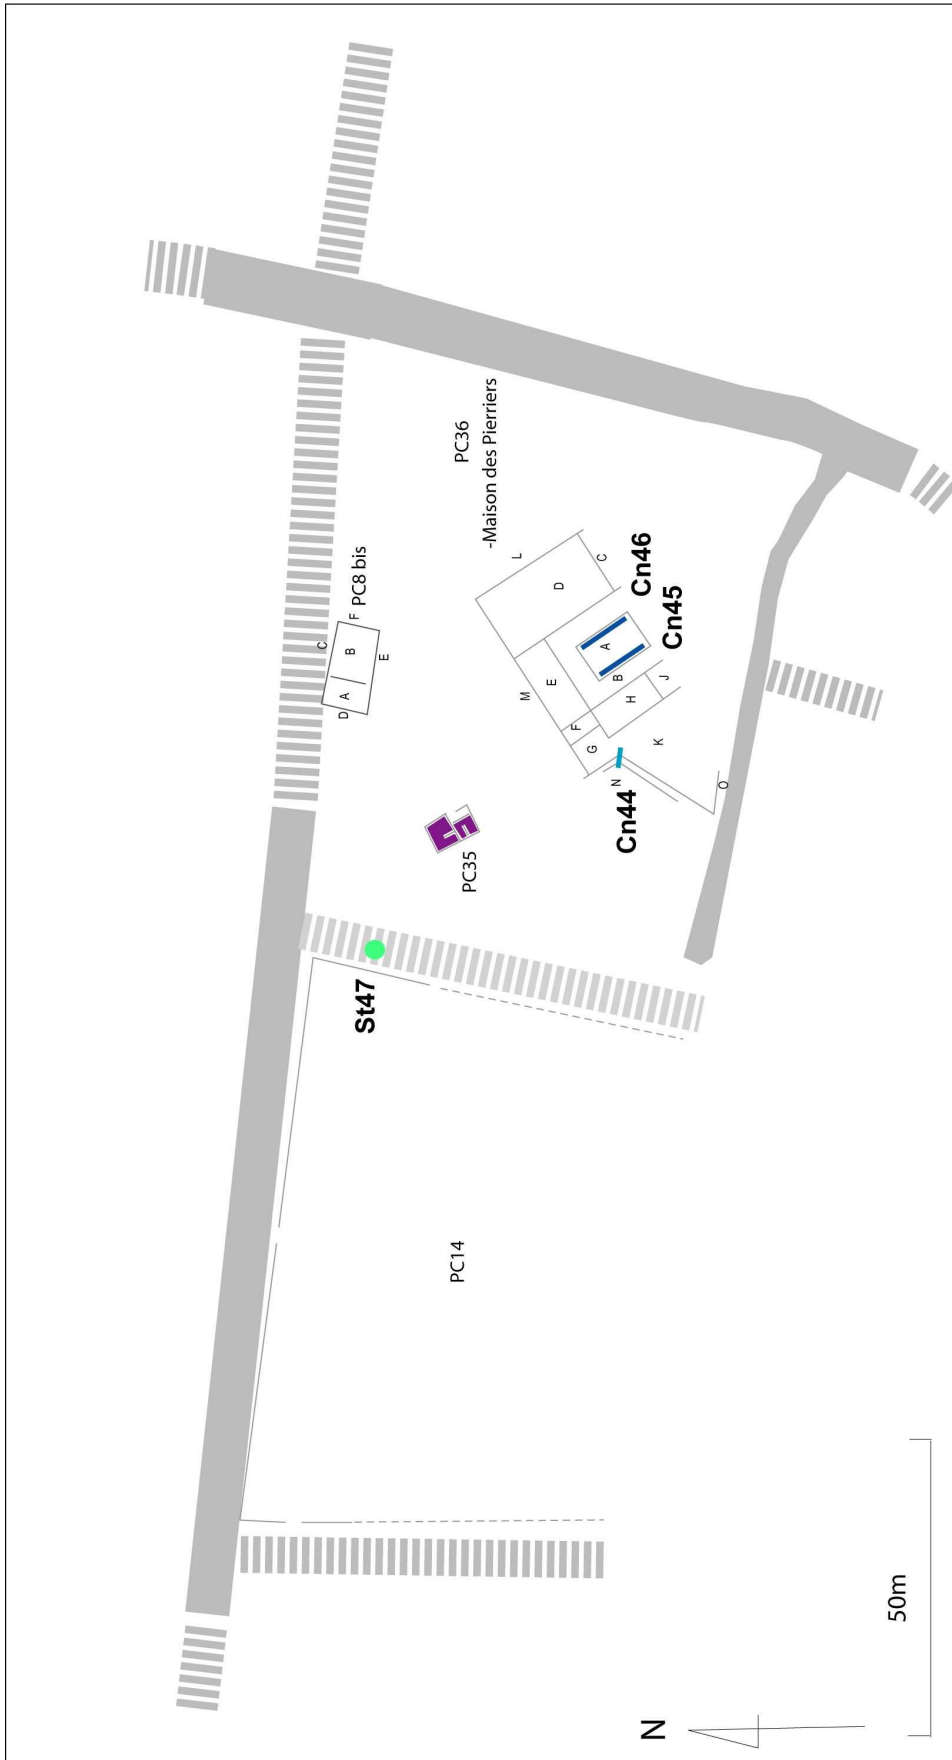 PC36
-Maison des Pierriers
PC8 bis
C
F
B
E
A
D
L
C
D
Cn46
Cn45
A
B
J
H
E
M
F
G
K
N
Cn44
O
PC35
St47
PC14
50m
N